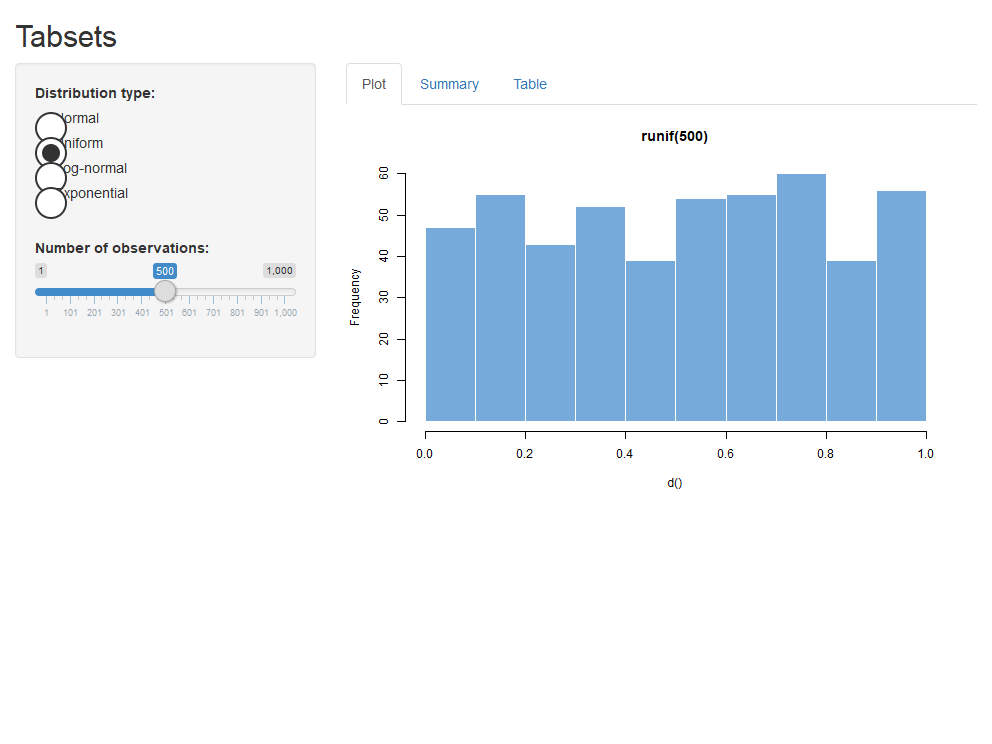 Tabsets
Distribution type:
ormal
niform
og-normal
xponential
Number of observations:
1 500 1,000
1 101 201 301 401 501 601 701 801 901 1,000
Plot Summary Table
runif(500)
Frequency
0 10 20 30 40 50 60
0.0 0.2 0.4 0.6 0.8 1.0
d()